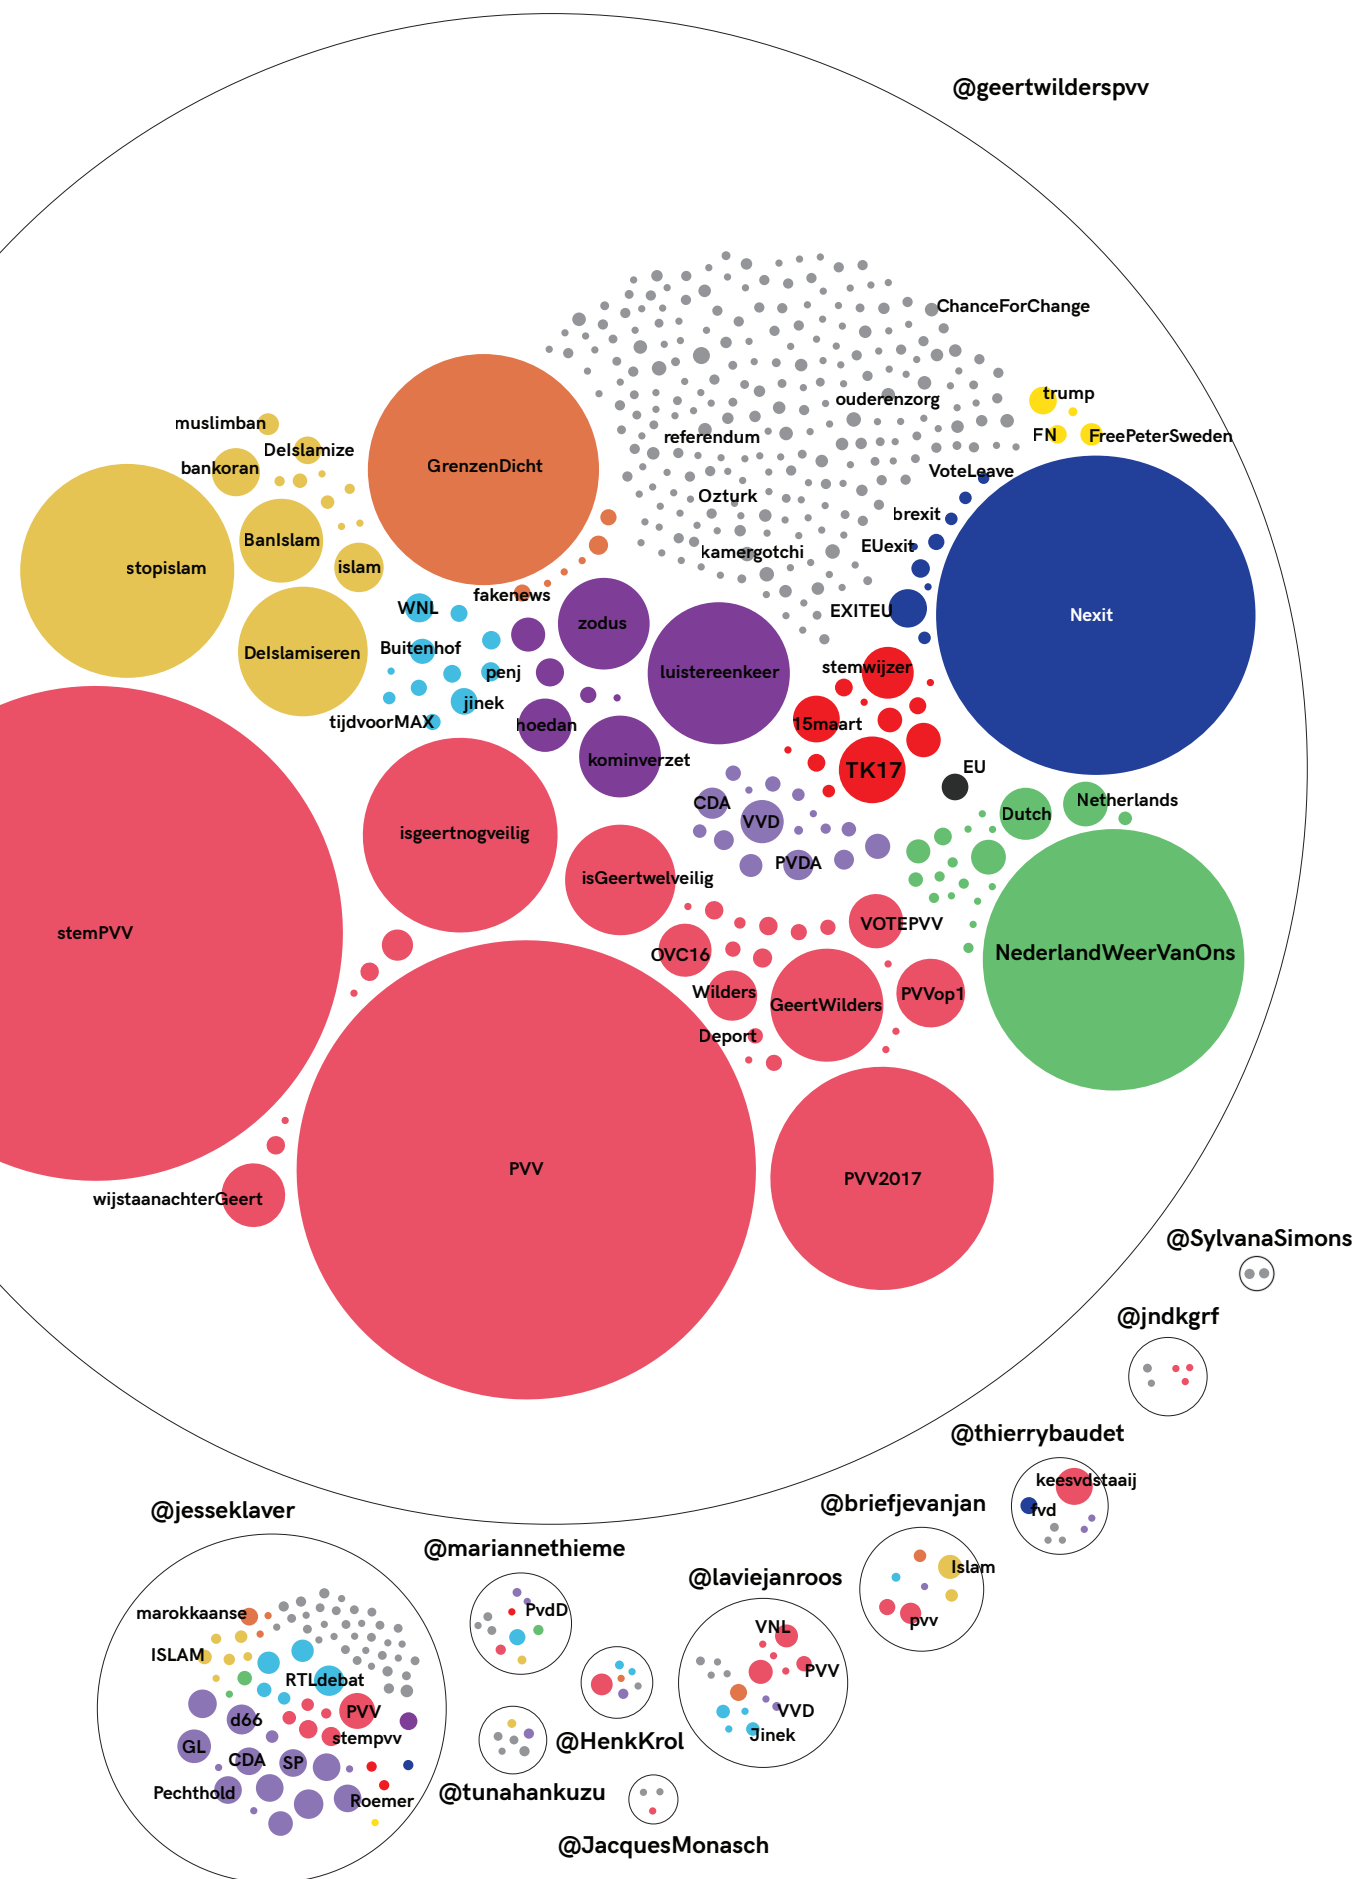 @geertwilderspvv
ChanceForChange
trump
ouderenzorg
muslimban
FN
FreePeterSweden
referendum
DeIslamize
GrenzenDicht
bankoran
VoteLeave
Ozturk
brexit
BanIslam
EUexit
kamergotchi
stopislam
islam
fakenews
WNL
EXITEU
Nexit
zodus
Buitenhof
DeIslamiseren
stemwijzer
penj
luistereenkeer
jinek
tijdvoorMAX
hoedan
15maart
kominverzet
EU
TK17
CDA
Netherlands
Dutch
VVD
isgeertnogveilig
PVDA
isGeertwelveilig
VOTEPVV
stemPVV
OVC16
NederlandWeerVanOns
Wilders
PVVop1
GeertWilders
Deport
PVV
PVV2017
wijstaanachterGeert
@SylvanaSimons
@jndkgrf
@thierrybaudet
keesvdstaaij
fvd
@briefjevanjan
Islam
pvv
@jesseklaver
@mariannethieme
@laviejanroos
marokkaanse
PvdD
VNL
ISLAM
PVV
RTLdebat
PVV
VVD
d66
stempvv
Jinek
GL
@HenkKrol
CDA
SP
Pechthold
Roemer
@tunahankuzu
@JacquesMonasch